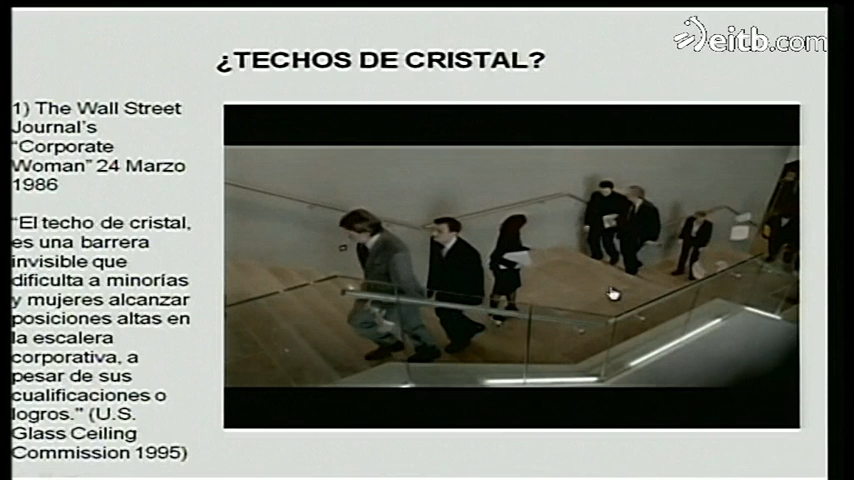 eitb.com
¿TECHOS DE CRISTAL?
1) The Wall Street
Journal's
"Corporate
Woman" 24 Marzo
1986
"El techo de cristal,
es una barrera
invisible que
dificulta a minorías
y mujeres alcanzar
posiciones altas en
la escalera
corporativa, a
pesar de sus
cualificaciones o
logros." (U.S.
Glass Ceiling
Commission 1995)